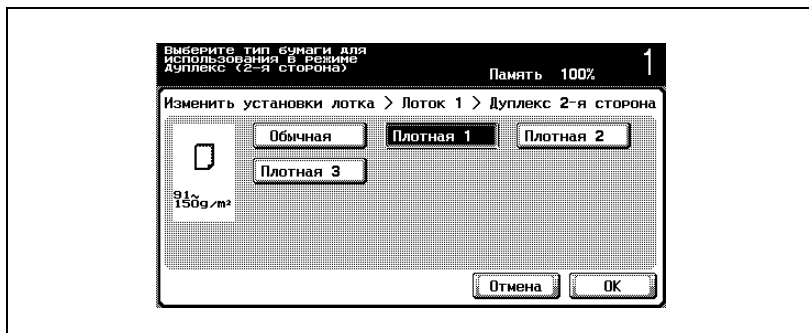 Выберите тип бумаги для
использования в режиме
Дуплекс (2-я сторона)
Память 100% 1
Изменить установки лотка > Лоток 1 > Дуплекс 2-я сторона
Обычная Плотная 1 Плотная 2
Плотная 3
91~
150g/m²
Отмена OK